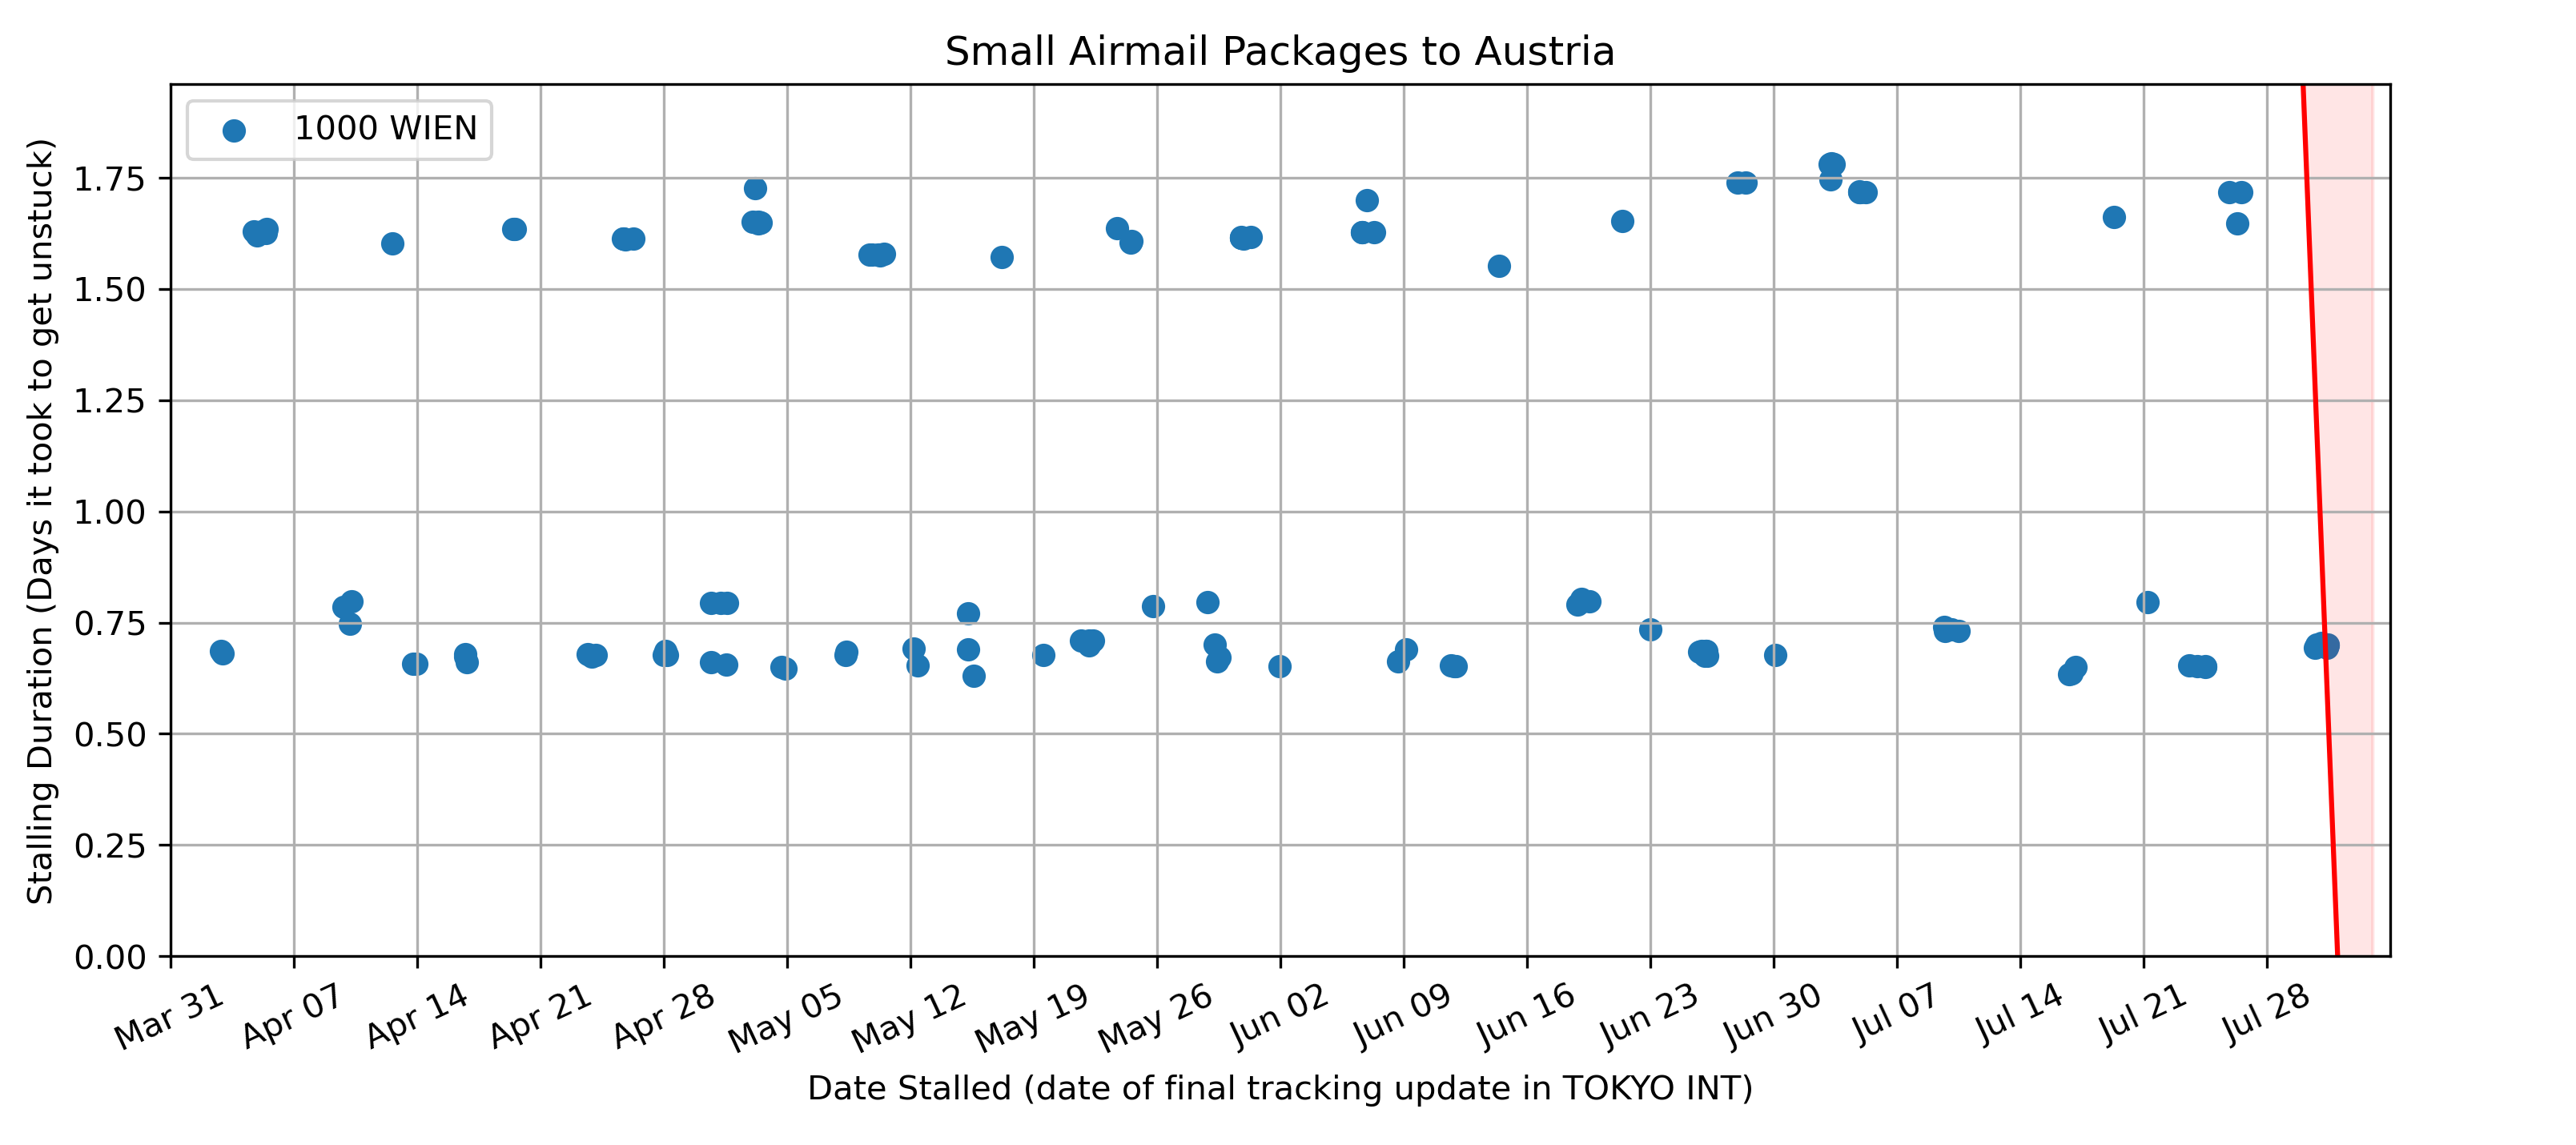 Small Airmail Packages to Austria
1000 WIEN
Stalling Duration (Days it took to get unstuck)
1.75
1.50
1.25
1.00
0.75
0.50
0.25
0.00
Mar 31
Apr 07
Apr 14
Apr 21
Apr 28
May 05
May 12
May 19
May 26
Jun 02
Jun 09
Jun 16
Jun 23
Jun 30
Jul 07
Jul 14
Jul 21
Jul 28
Date Stalled (date of final tracking update in TOKYO INT)